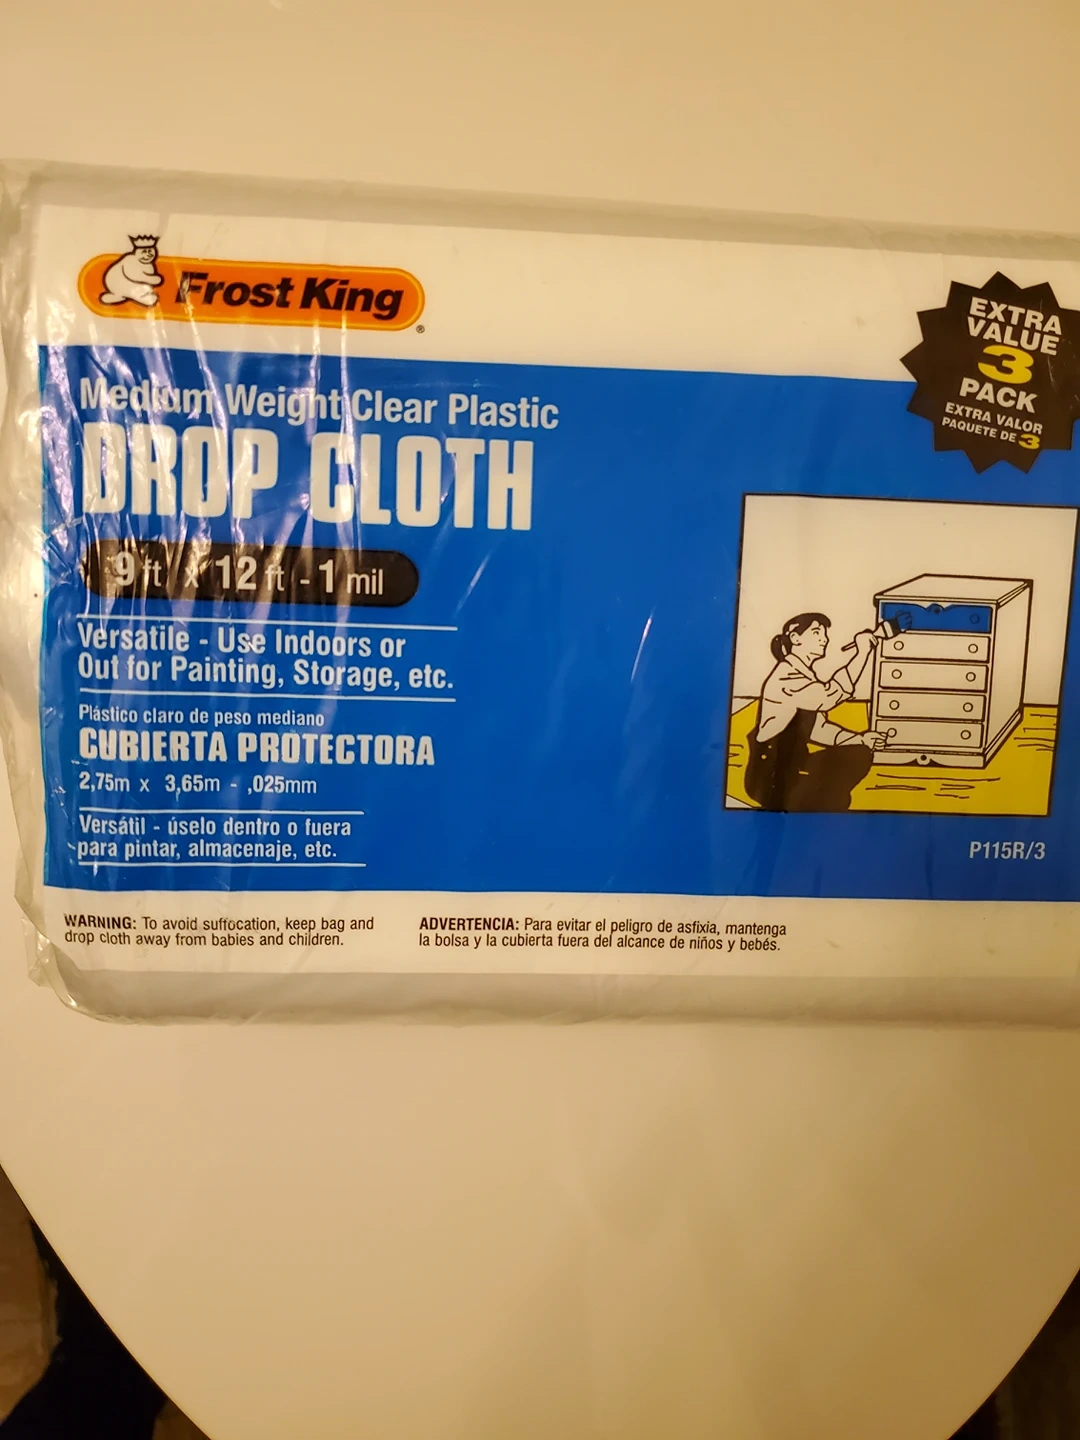 Frost King
®
EXTRA
VALUE
3
PACK
EXTRA VALOR
PAQUETE DE 3
Medium Weight Clear Plastic
DROP CLOTH
9 ft x 12 ft - 1 mil
Versatile - Use Indoors or
Out for Painting, Storage, etc.
Plástico claro de peso mediano
CUBIERTA PROTECTORA
2,75m x 3,65m - ,025mm
Versátil - úselo dentro o fuera
para pintar, almacenaje, etc.
P115R/3
WARNING: To avoid suffocation, keep bag and
drop cloth away from babies and children.
ADVERTENCIA: Para evitar el peligro de asfixia, mantenga
la bolsa y la cubierta fuera del alcance de niños y bebés.